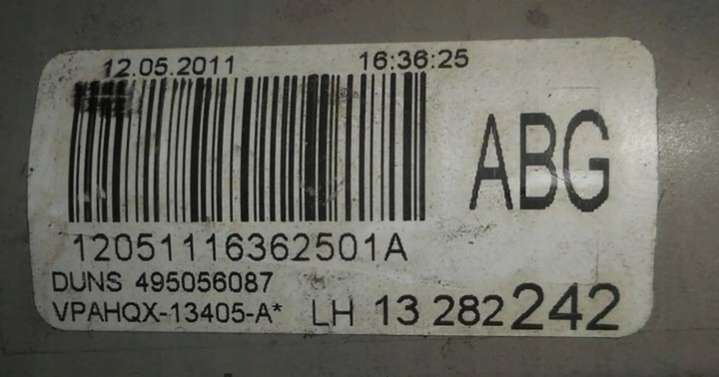 12.05.2011 16:36:25
ABG
12051116362501A
DUNS 495056087
VPAHQX-13405-A* LH 13 282 242